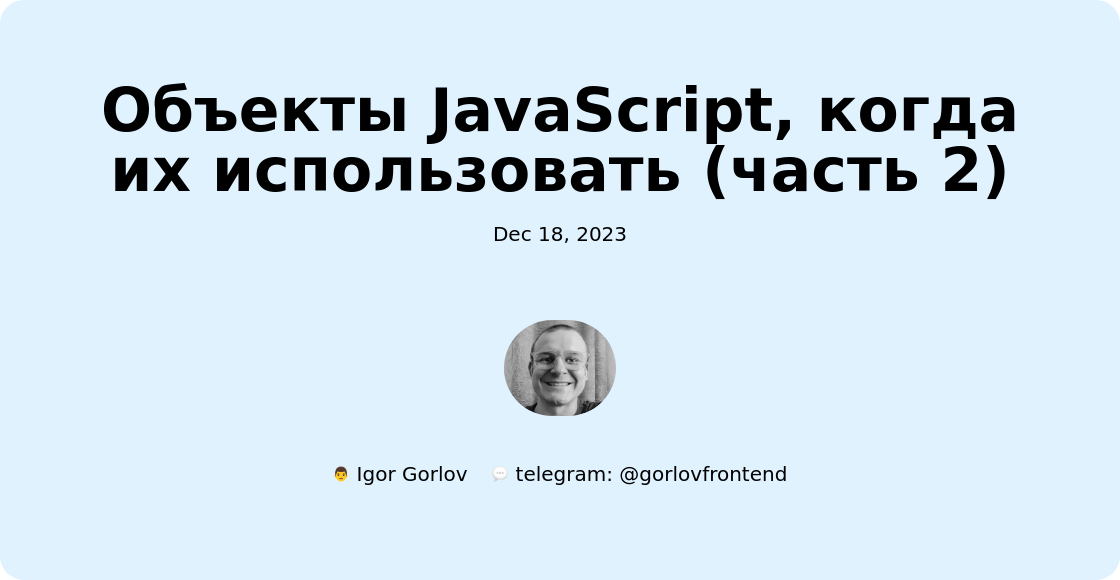 Объекты JavaScript, когда
их использовать (часть 2)
Dec 18, 2023
👨 Igor Gorlov 💬 telegram: @gorlovfrontend